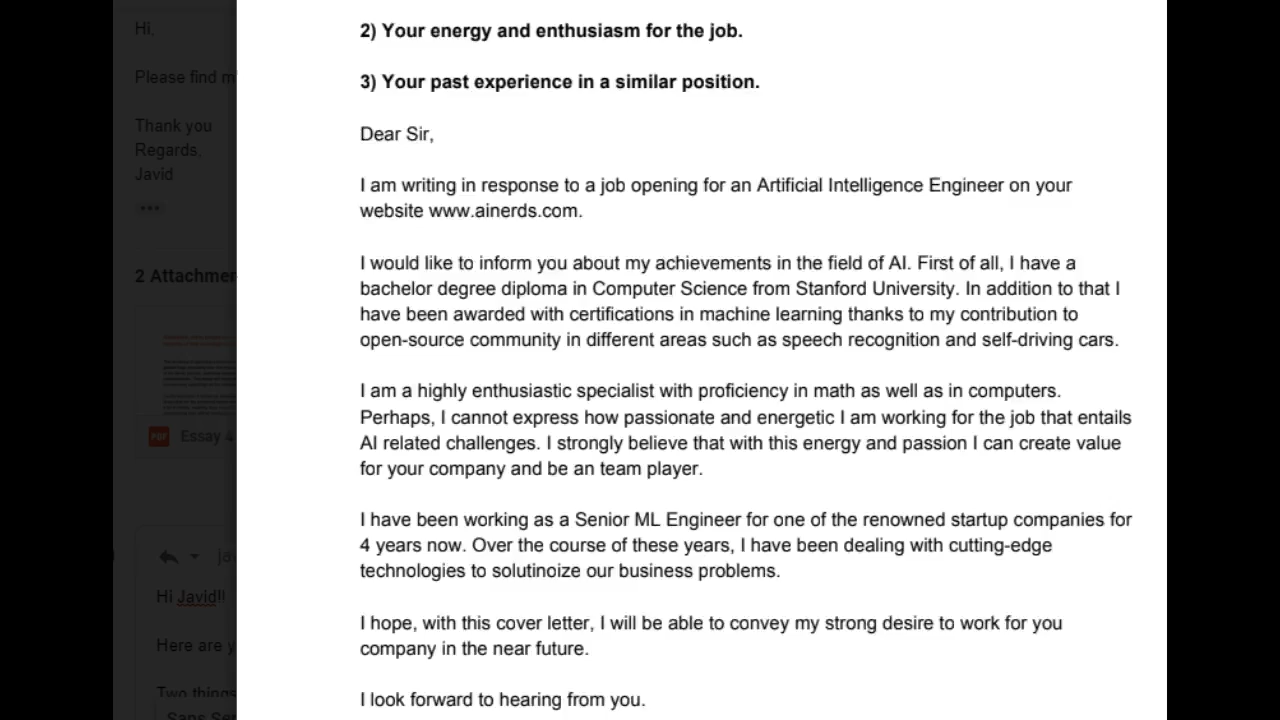 Hi,
Please find m
Thank you
Regards,
Javid
2 Attachmer
PDF Essay 4
Hi Javid!!
Here are y
Two things
Sans Ser
2) Your energy and enthusiasm for the job.
3) Your past experience in a similar position.
Dear Sir,
I am writing in response to a job opening for an Artificial Intelligence Engineer on your
website www.ainerds.com.
I would like to inform you about my achievements in the field of AI. First of all, I have a
bachelor degree diploma in Computer Science from Stanford University. In addition to that I
have been awarded with certifications in machine learning thanks to my contribution to
open-source community in different areas such as speech recognition and self-driving cars.
I am a highly enthusiastic specialist with proficiency in math as well as in computers.
Perhaps, I cannot express how passionate and energetic I am working for the job that entails
AI related challenges. I strongly believe that with this energy and passion I can create value
for your company and be an team player.
I have been working as a Senior ML Engineer for one of the renowned startup companies for
4 years now. Over the course of these years, I have been dealing with cutting-edge
technologies to solutinoize our business problems.
I hope, with this cover letter, I will be able to convey my strong desire to work for you
company in the near future.
I look forward to hearing from you.